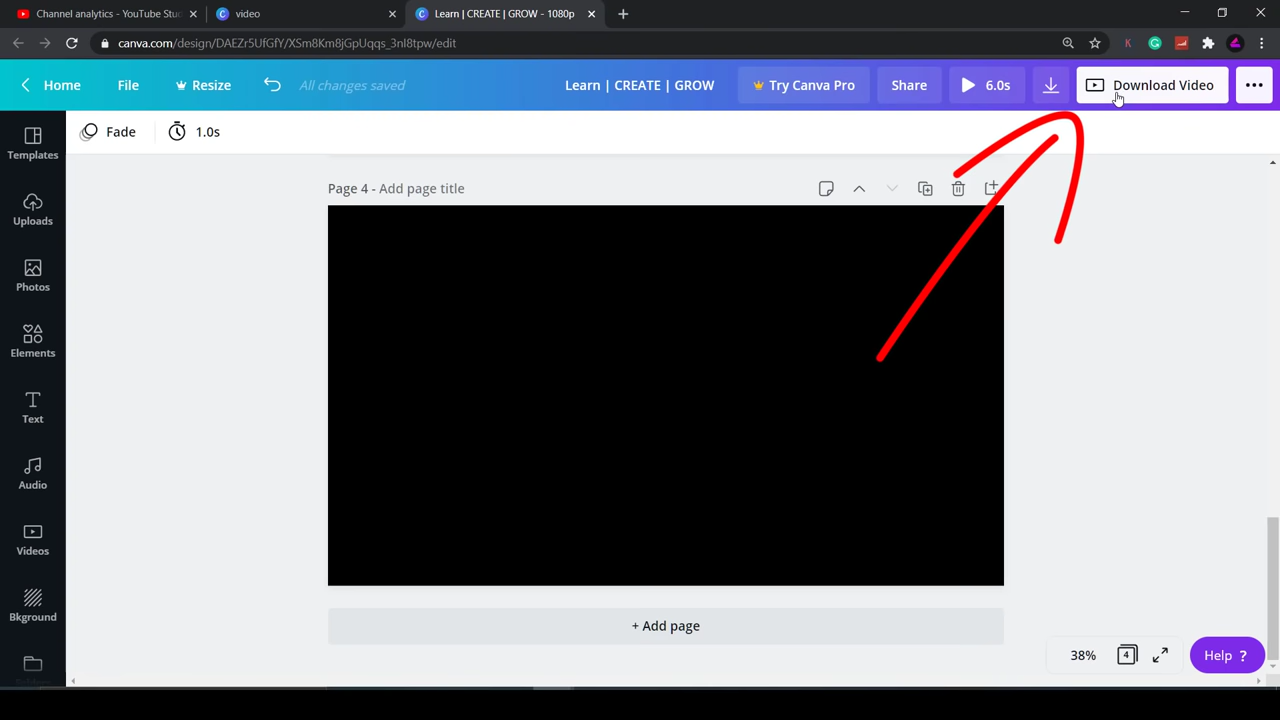 Channel analytics - YouTube Stud
video
Learn | CREATE | GROW - 1080p
canva.com/design/DAEZr5UfGfY/XSm8Km8jGpUqqs_3nl8tpw/edit
Home
File
Resize
All changes saved
Learn | CREATE | GROW
Try Canva Pro
Share
6.0s
Download Video
Fade
1.0s
Templates
Uploads
Photos
Elements
Text
Audio
Videos
Bkground
Page 4 - Add page title
+ Add page
38%
4
Help ?